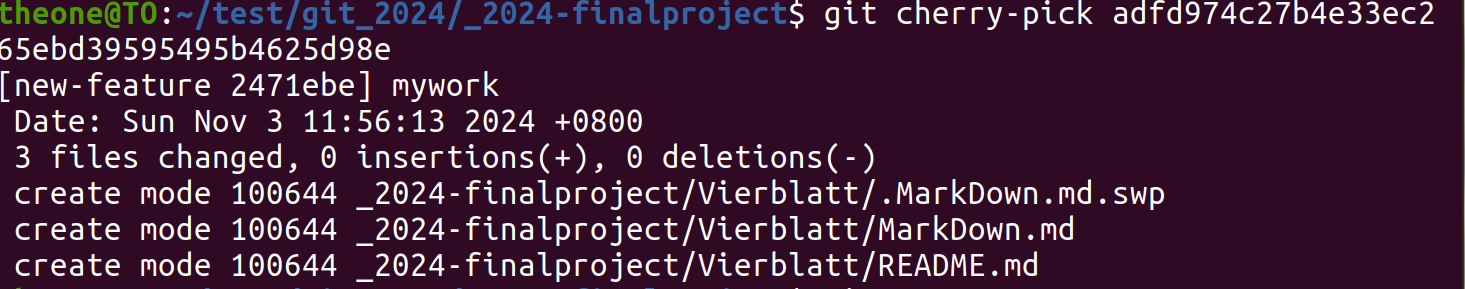 theone@TO:~/test/git_2024/_2024-finalproject$ git cherry-pick adfd974c27b4e33ec2
65ebd39595495b4625d98e
[new-feature 2471ebe] mywork
 Date: Sun Nov 3 11:56:13 2024 +0800
 3 files changed, 0 insertions(+), 0 deletions(-)
 create mode 100644 _2024-finalproject/Vierblatt/.MarkDown.md.swp
 create mode 100644 _2024-finalproject/Vierblatt/MarkDown.md
 create mode 100644 _2024-finalproject/Vierblatt/README.md